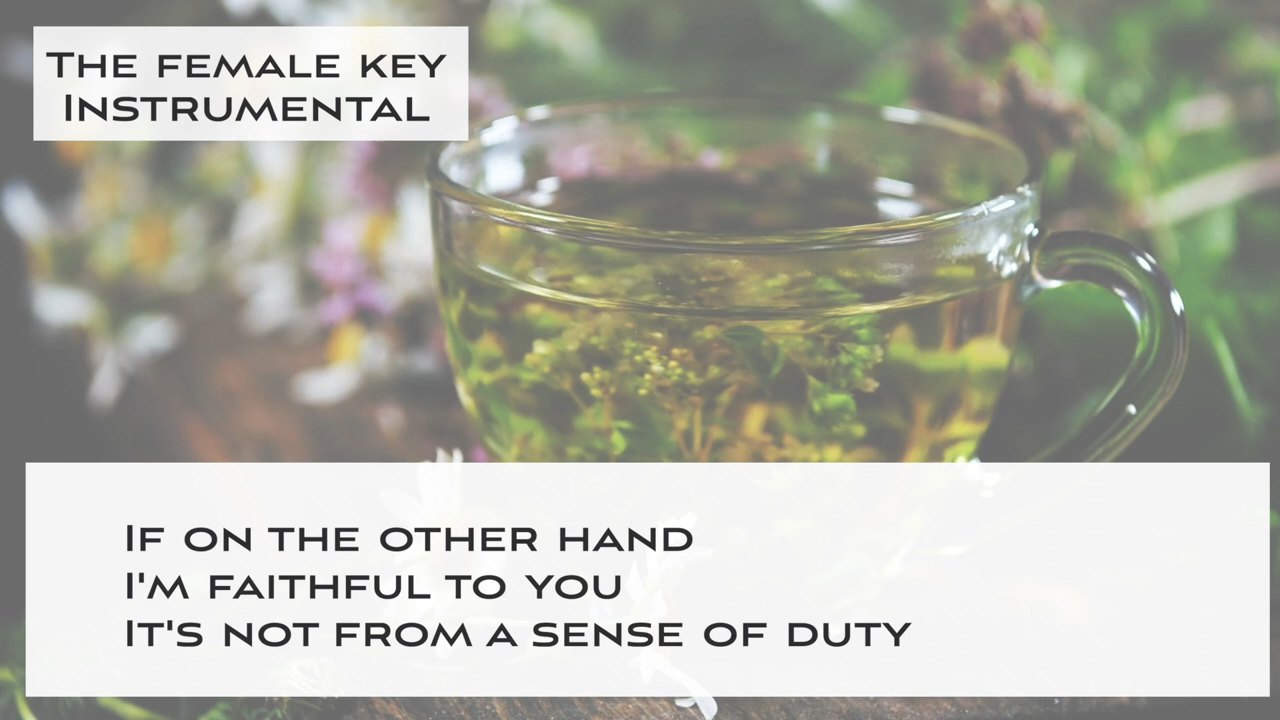 THE FEMALE KEY
INSTRUMENTAL
IF ON THE OTHER HAND
I'M FAITHFUL TO YOU
IT'S NOT FROM A SENSE OF DUTY